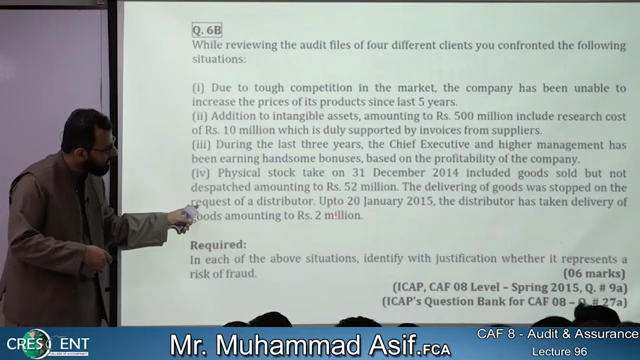 Q. 6B
While reviewing the audit files of four different clients you confronted the following
situations:
(i) Due to tough competition in the market, the company has been unable to
increase the prices of its products since last 5 years.
(ii) Addition to intangible assets, amounting to Rs. 500 million include research cost
of Rs. 10 million which is duly supported by invoices from suppliers.
(iii) During the last three years, the Chief Executive and higher management has
been earning handsome bonuses, based on the profitability of the company.
(iv) Physical stock take on 31 December 2014 included goods sold but not
despatched amounting to Rs. 52 million. The delivering of goods was stopped on the
request of a distributor. Upto 20 January 2015, the distributor has taken delivery of
goods amounting to Rs. 2 million.
Required:
In each of the above situations, identify with justification whether it represents a
risk of fraud. (06 marks)
(ICAP, CAF 08 Level – Spring 2015, Q. # 9a)
(ICAP's Question Bank for CAF 08 – Q. # 27a)
CRESCENT
Mr. Muhammad Asif.FCA
CAF 8 - Audit & Assurance
Lecture 96